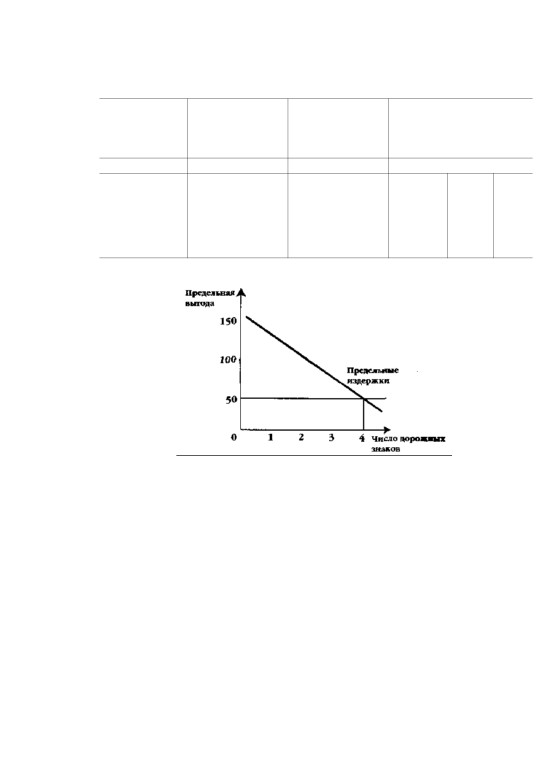 Предельная
выгода
150
100
Предельные
издержки
50
0 1 2 3 4 Число дорожных
знаков